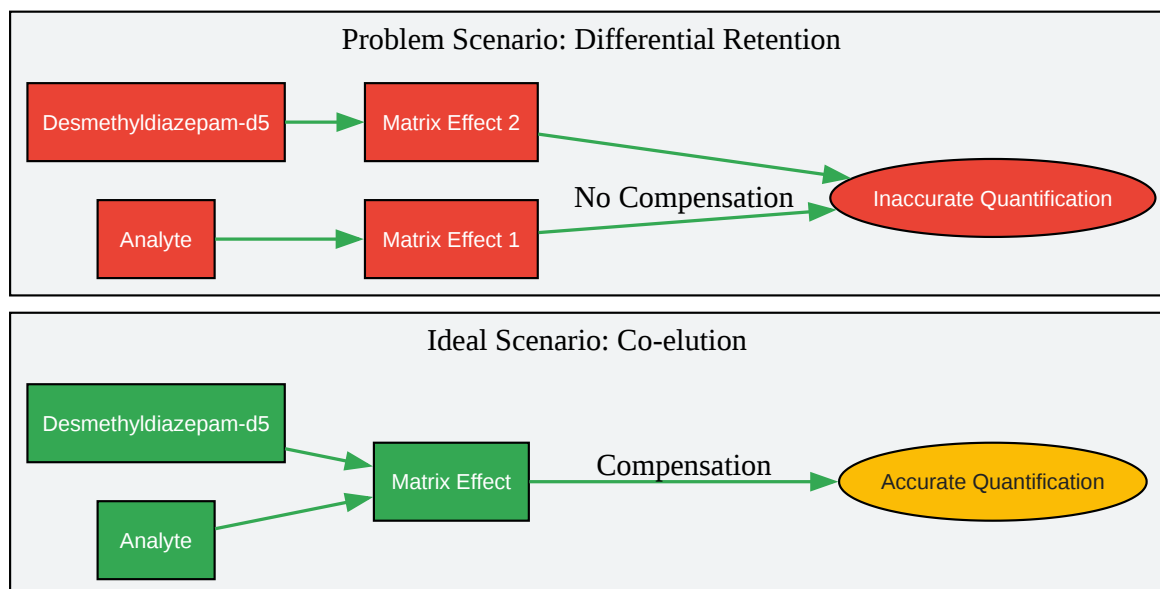 Problem Scenario: Differential Retention
Desmethyldiazepam-d5
Matrix Effect 2
No Compensation
Inaccurate Quantification
Analyte
Matrix Effect 1
Ideal Scenario: Co-elution
Desmethyldiazepam-d5
Matrix Effect
Compensation
Accurate Quantification
Analyte